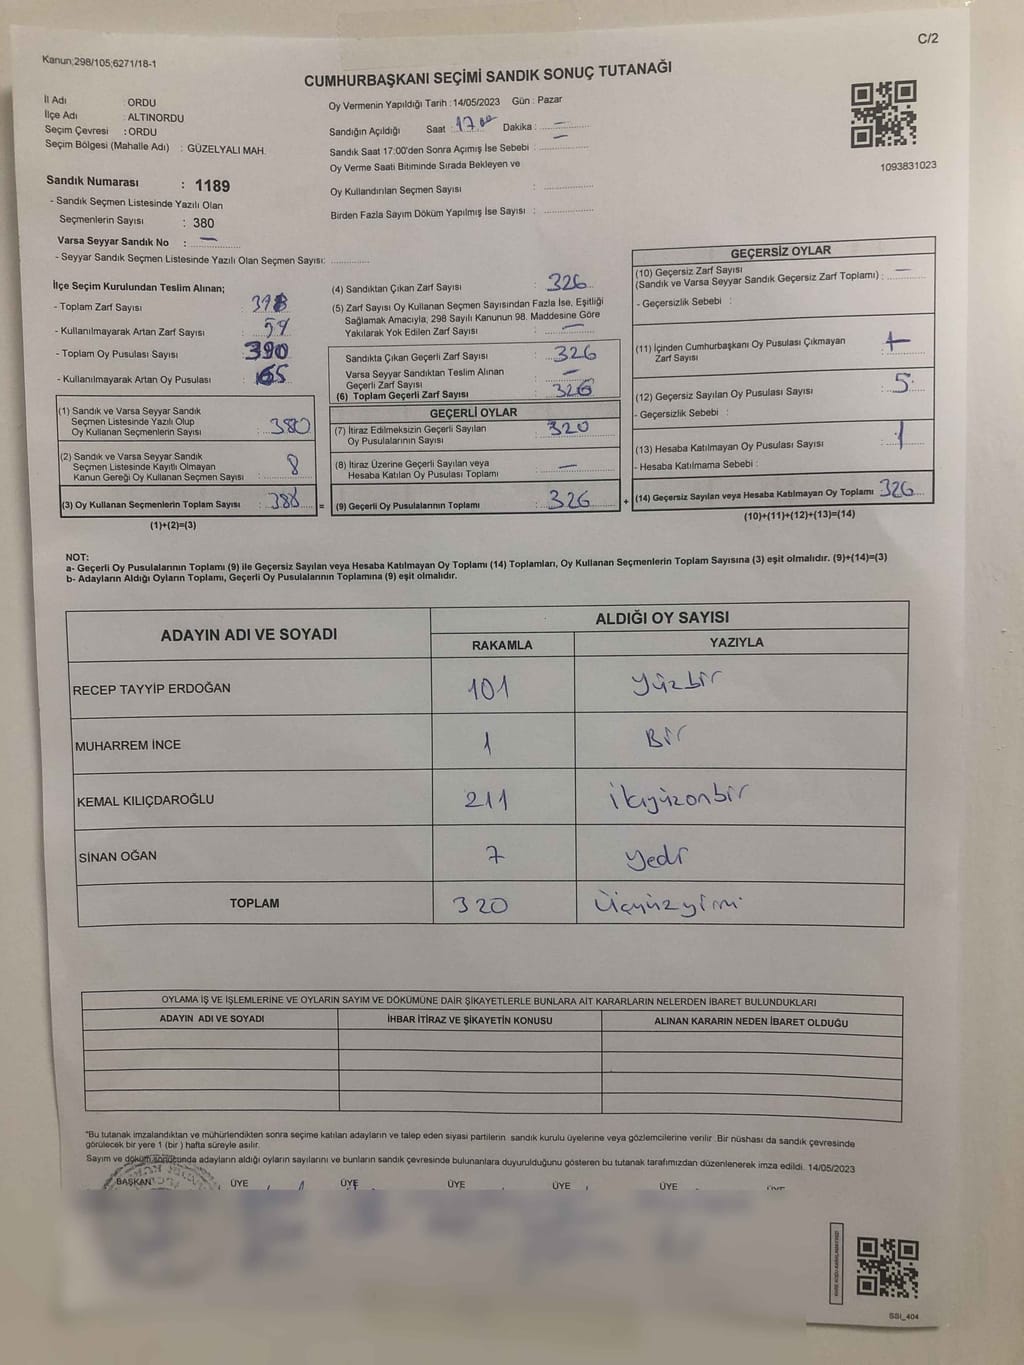 C/2
Kanun;298/105;6271/18-1
CUMHURBAŞKANI SEÇİMİ SANDIK SONUÇ TUTANAĞI
İl Adı : ORDU
İlçe Adı : ALTINORDU
Seçim Çevresi : ORDU
Seçim Bölgesi (Mahalle Adı) : GÜZELYALI MAH.
Sandık Numarası : 1189
- Sandık Seçmen Listesinde Yazılı Olan
Seçmenlerin Sayısı : 380
Varsa Seyyar Sandık No : —
- Seyyar Sandık Seçmen Listesinde Yazılı Olan Seçmen Sayısı:
Oy Vermenin Yapıldığı Tarih : 14/05/2023 Gün : Pazar
Sandığın Açıldığı Saat : 17.00 Dakika : —
Sandık Saat 17:00'den Sonra Açımış İse Sebebi : —
Oy Verme Saati Bitiminde Sırada Bekleyen ve
Oy Kullandırılan Seçmen Sayısı :
Birden Fazla Sayım Döküm Yapılmış İse Sayısı :
1093831023
İlçe Seçim Kurulundan Teslim Alınan;
- Toplam Zarf Sayısı :
- Kullanılmayarak Artan Zarf Sayısı :
- Toplam Oy Pusulası Sayısı : 390
- Kullanılmayarak Artan Oy Pusulası :
(1) Sandık ve Varsa Seyyar Sandık
Seçmen Listesinde Yazılı Olup
Oy Kullanan Seçmenlerin Sayısı : 380
(2) Sandık ve Varsa Seyyar Sandık
Seçmen Listesinde Kayıtlı Olmayan
Kanun Gereği Oy Kullanan Seçmen Sayısı : 8
(3) Oy Kullanan Seçmenlerin Toplam Sayısı : 388 =
(1)+(2)=(3)
(4) Sandıktan Çıkan Zarf Sayısı : 326
(5) Zarf Sayısı Oy Kullanan Seçmen Sayısından Fazla İse, Eşitliği
Sağlamak Amacıyla, 298 Sayılı Kanunun 98. Maddesine Göre
Yakılarak Yok Edilen Zarf Sayısı : —
Sandıkta Çıkan Geçerli Zarf Sayısı : 326
Varsa Seyyar Sandıktan Teslim Alınan
Geçerli Zarf Sayısı : —
(6) Toplam Geçerli Zarf Sayısı : 326
GEÇERLİ OYLAR
(7) İtiraz Edilmeksizin Geçerli Sayılan
Oy Pusulalarının Sayısı : 320
(8) İtiraz Üzerine Geçerli Sayılan veya
Hesaba Katılan Oy Pusulası Toplamı : —
(9) Geçerli Oy Pusulalarının Toplamı : 326 +
GEÇERSİZ OYLAR
(10) Geçersiz Zarf Sayısı
(Sandık ve Varsa Seyyar Sandık Geçersiz Zarf Toplamı) : —
- Geçersizlik Sebebi :
(11) İçinden Cumhurbaşkanı Oy Pusulası Çıkmayan
Zarf Sayısı :
(12) Geçersiz Sayılan Oy Pusulası Sayısı : 5
- Geçersizlik Sebebi :
(13) Hesaba Katılmayan Oy Pusulası Sayısı : 1
- Hesaba Katılmama Sebebi :
(14) Geçersiz Sayılan veya Hesaba Katılmayan Oy Toplamı 326
(10)+(11)+(12)+(13)=(14)
NOT:
a- Geçerli Oy Pusulalarının Toplamı (9) ile Geçersiz Sayılan veya Hesaba Katılmayan Oy Toplamı (14) Toplamları, Oy Kullanan Seçmenlerin Toplam Sayısına (3) eşit olmalıdır. (9)+(14)=(3)
b- Adayların Aldığı Oyların Toplamı, Geçerli Oy Pusulalarının Toplamına (9) eşit olmalıdır.
ADAYIN ADI VE SOYADI
ALDIĞI OY SAYISI
RAKAMLA YAZIYLA
RECEP TAYYİP ERDOĞAN 101 Yüzbir
MUHARREM İNCE 1 Bir
KEMAL KILIÇDAROĞLU 211 İkiyüzonbir
SİNAN OĞAN 7 Yedi
TOPLAM 320 Üçyüzyirmi
OYLAMA İŞ VE İŞLEMLERİNE VE OYLARIN SAYIM VE DÖKÜMÜNE DAİR ŞİKAYETLERLE BUNLARA AİT KARARLARIN NELERDEN İBARET BULUNDUKLARI
ADAYIN ADI VE SOYADI İHBAR İTİRAZ VE ŞİKAYETİN KONUSU ALINAN KARARIN NEDEN İBARET OLDUĞU
"Bu tutanak imzalandıktan ve mühürlendikten sonra seçime katılan adayların ve talep eden siyasi partilerin sandık kurulu üyelerine veya gözlemcilerine verilir. Bir nüshası da sandık çevresinde
görülecek bir yere 1 (bir ) hafta süreyle asılır.
Sayım ve döküm sonucunda adayların aldığı oyların sayılarını ve bunların sandık çevresinde bulunanlara duyurulduğunu gösteren bu tutanak tarafımızdan düzenlenerek imza edildi. 14/05/2023
BAŞKAN ÜYE ÜYE ÜYE ÜYE ÜYE
SSI_404